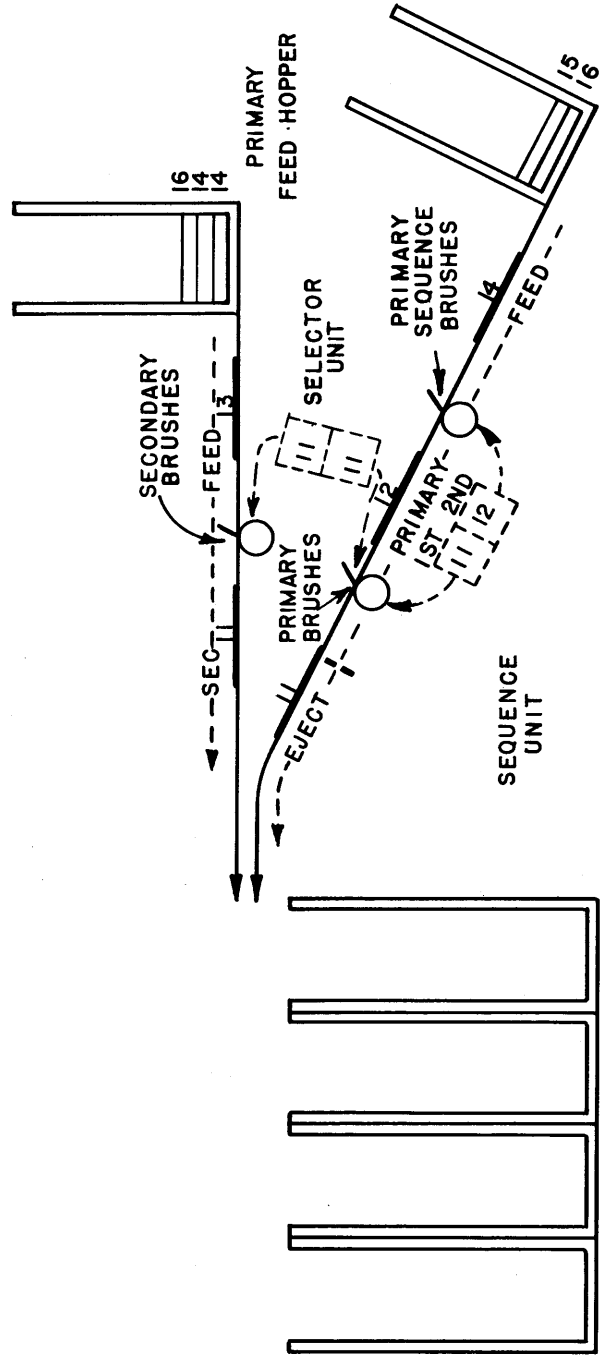 SECONDARY
BRUSHES
16
14
14
SEC FEED
11
13
PRIMARY
FEED·HOPPER
SELECTOR
UNIT
11
11
PRIMARY
BRUSHES
PRIMARY
SEQUENCE
BRUSHES
11
12
14
EJECT
PRIMARY FEED
1ST 2ND
11 12
15
16
SEQUENCE
UNIT